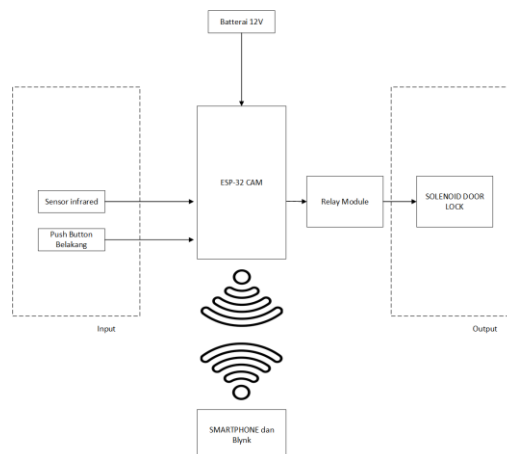 Batterai 12V
ESP-32 CAM
Sensor infrared
Push Button
Belakang
Relay Module
SOLENOID DOOR
LOCK
Input
Output
SMARTPHONE dan
Blynk